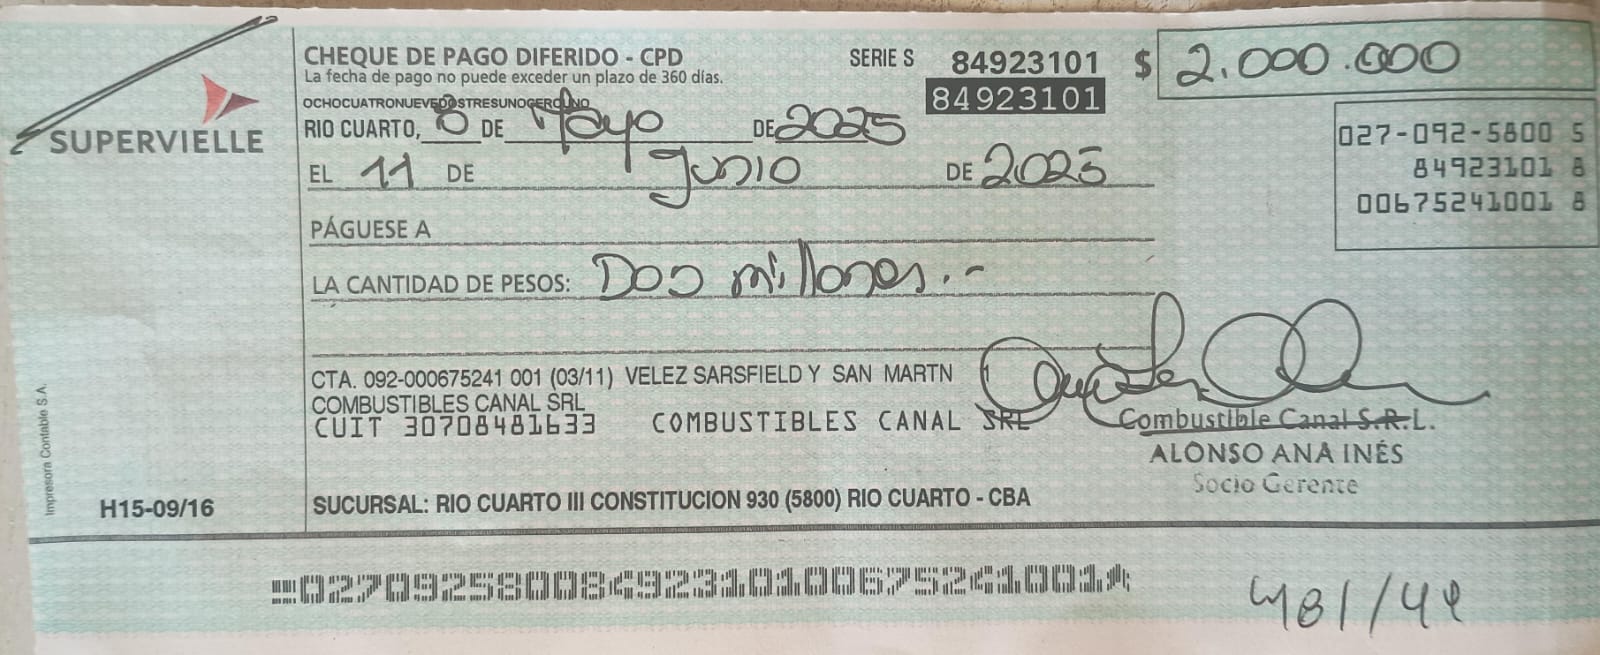 SUPERVIELLE
CHEQUE DE PAGO DIFERIDO - CPD
La fecha de pago no puede exceder un plazo de 360 días.
SERIE S 84923101 $ 2.000.000
84923101
OCHOCUATRONUEVEDOSTRESUNOCEROUNO
RIO CUARTO, 8 DE Mayo DE 2025
EL 11 DE Junio DE 2025
027-092-5800 5
84923101 8
00675241001 8
PÁGUESE A
LA CANTIDAD DE PESOS: Dos millones.-
CTA. 092-000675241 001 (03/11) VELEZ SARSFIELD Y SAN MARTN
COMBUSTIBLES CANAL SRL
CUIT 30708481633 COMBUSTIBLES CANAL SRL
Combustible Canal S.R.L.
ALONSO ANA INÉS
Socio Gerente
Impresora Contable S.A.
H15-09/16
SUCURSAL: RIO CUARTO III CONSTITUCION 930 (5800) RIO CUARTO - CBA
02709258008492310100675241001